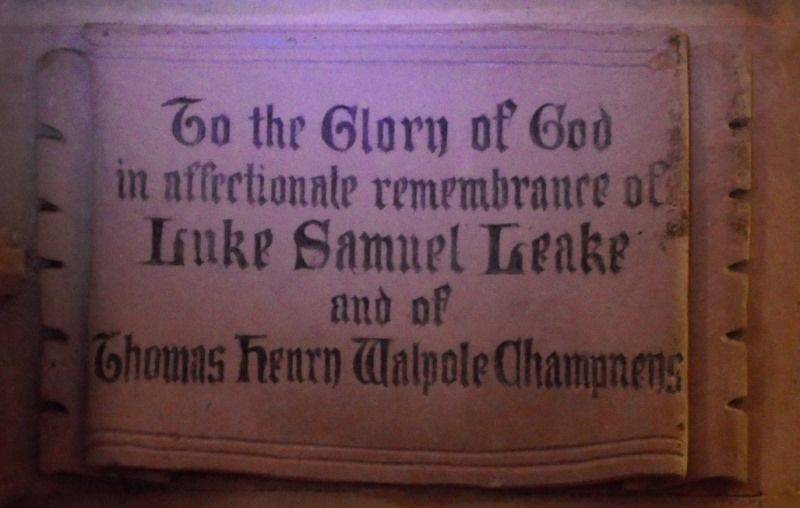 To the Glory of God
in affectionate remembrance of
Luke Samuel Leake
and of
Thomas Henry Walpole Champneys